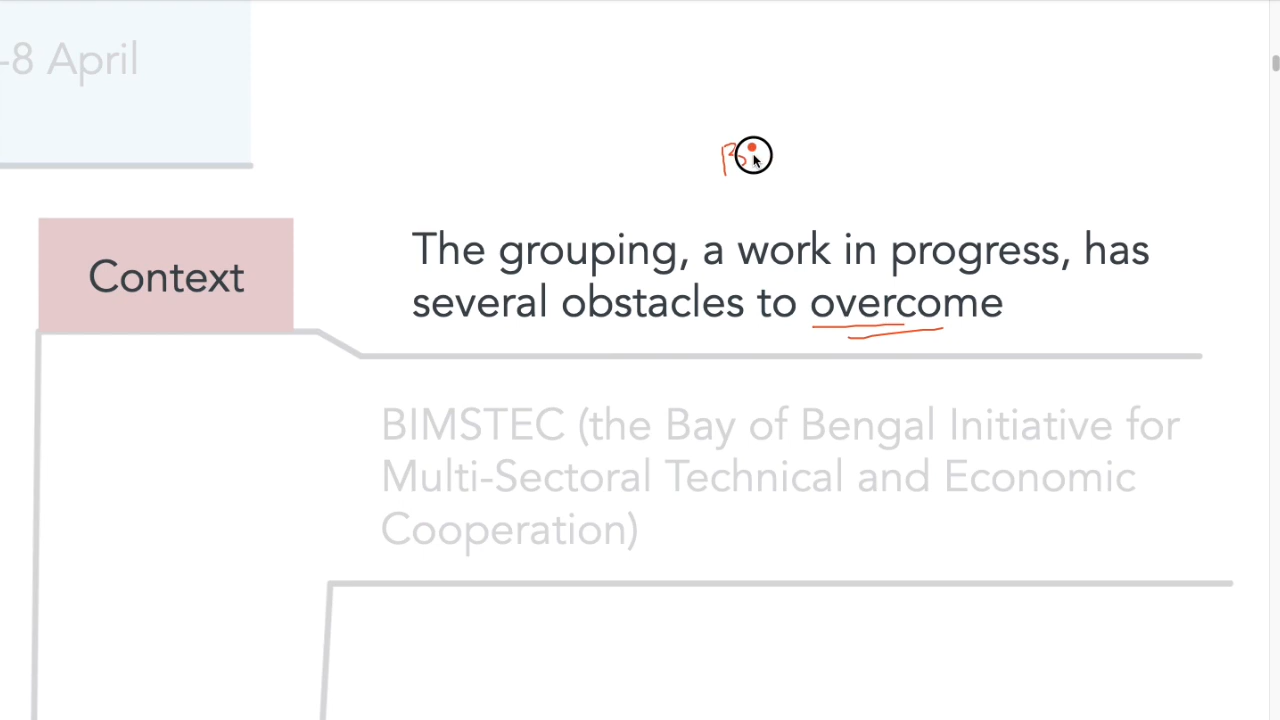 -8 April
Context
The grouping, a work in progress, has
several obstacles to overcome
BIMSTEC (the Bay of Bengal Initiative for
Multi-Sectoral Technical and Economic
Cooperation)